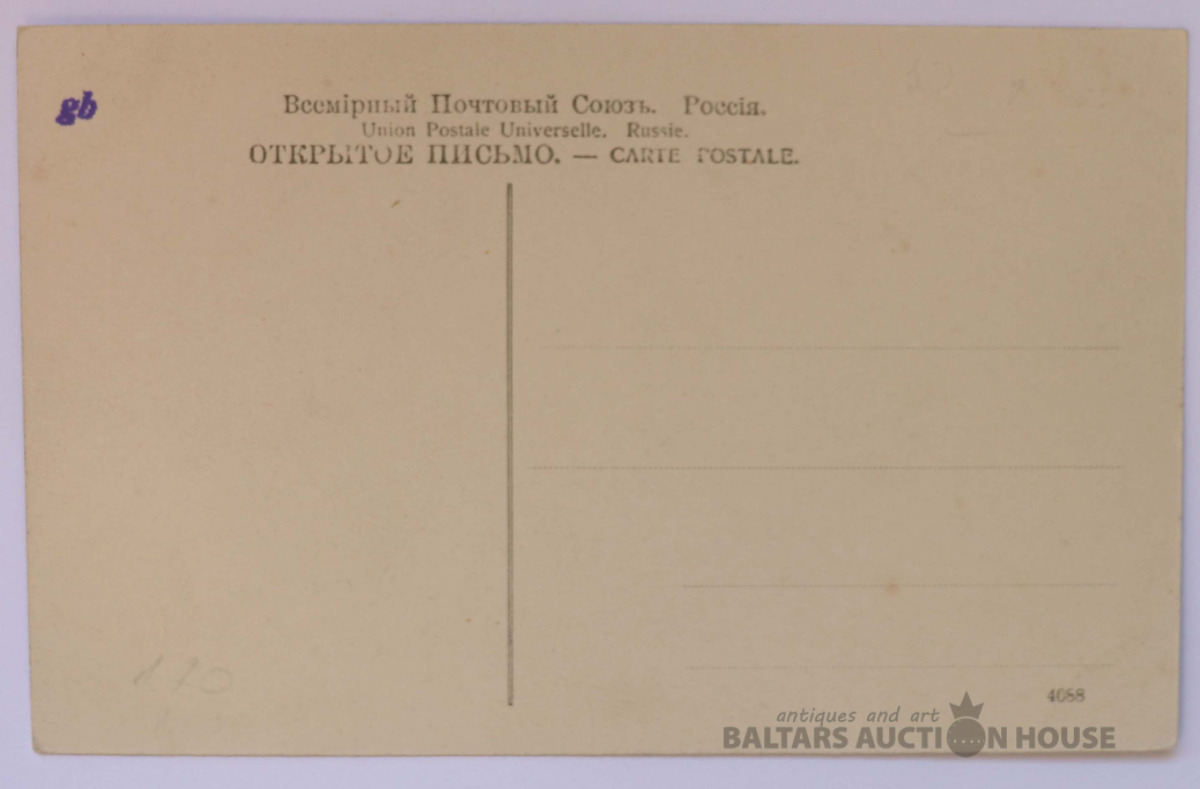 gb
Всемірный Почтовый Союзъ. Россія.
Union Postale Universelle. Russie.
ОТКРЫТОЕ ПИСЬМО. — CARTE POSTALE.
170
4088
antiques and art
BALTARS AUCTION HOUSE